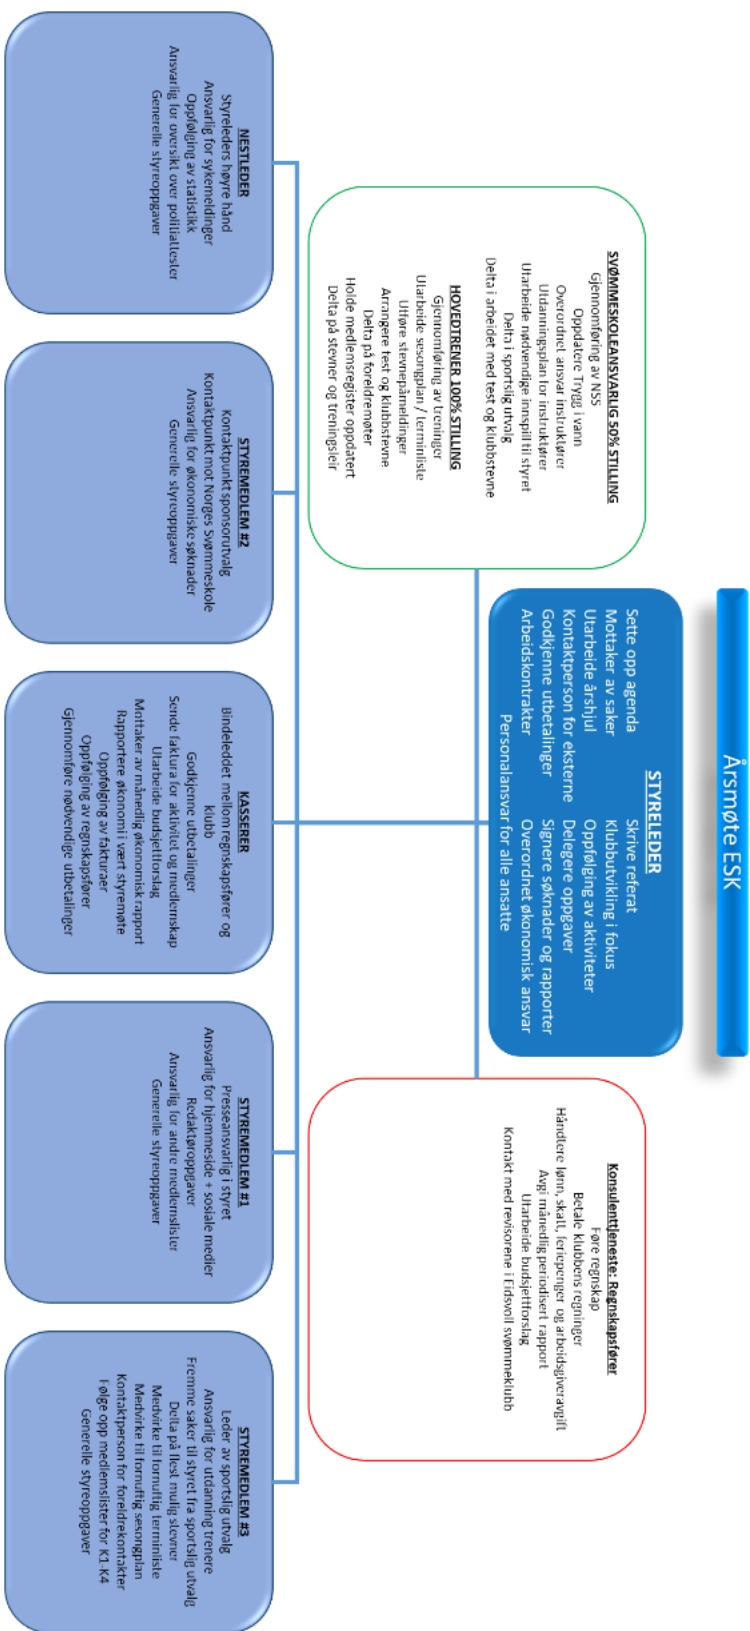 Årsmøte ESK
STYRELEDER
Sette opp agenda
Mottaker av saker
Utarbeide årshjul
Kontaktperson for eksterne
Godkjenne utbetalinger
Arbeidskontrakter
Skrive referat
Klubbutvikling i fokus
Oppfølging av aktiviteter
Delegere oppgaver
Signere søknader og rapporter
Overordnet økonomisk ansvar
Personalansvar for alle ansatte
SVØMMESKOLEANSVARLIG 50% STILLING
Gjennomføring av NSS
Oppdatere Trygg i vann
Overordnet ansvar instruktører
Utdanningsplan for instruktører
Utarbeide nødvendige innspill til styret
Delta i sportslig utvalg
Delta i arbeidet med test og klubbstevne
HOVEDTRENER 100% STILLING
Gjennomføring av treninger
Utarbeide sesongplan / terminliste
Utføre stevnepåmeldinger
Arrangere test og klubbstevne
Delta på foreldremøter
Holde medlemsregister oppdatert
Delta på stevner og treningsleir
Konsulenttjeneste: Regnskapsfører
Føre regnskap
Betale klubbens regninger
Håndtere lønn, skatt, feriepenger og arbeidsgiveravgift
Avgi månedlig periodisert rapport
Utarbeide budsjettforslag
Kontakt med revisorene i Eidsvoll svømmeklubb
NESTLEDER
Styreleders høyre hånd
Ansvarlig for sykemeldinger
Oppfølging av statistikk
Ansvarlig for oversikt over politiattester
Generelle styreoppgaver
STYREMEDLEM #2
Kontaktpunkt sponsorutvalg
Kontaktpunkt mot Norges Svømmeskole
Ansvarlig for økonomiske søknader
Generelle styreoppgaver
KASSERER
Bindeleddet mellom regnskapsfører og
klubb
Godkjenne utbetalinger
Sende faktura for aktivitet og medlemskap
Utarbeide budsjettforslag
Mottaker av månedlig økonomisk rapport
Rapportere økonomi i vært styremøte
Oppfølging av fakturaer
Oppfølging av regnskapsfører
Gjennomføre nødvendige utbetalinger
STYREMEDLEM #1
Presseansvarlig i styret
Ansvarlig for hjemmeside + sosiale medier
Redaktøroppgaver
Ansvarlig for andre medlemslister
Generelle styreoppgaver
STYREMEDLEM #3
Leder av sportslig utvalg
Ansvarlig for utdanning trenere
Fremme saker til styret fra sportslig utvalg
Delta på flest mulig stevner
Medvirke til fornuftig terminliste
Medvirke til fornuftig sesongplan
Kontaktperson for foreldrekontakter
Følge opp medlemslister for K1-K4
Generelle styreoppgaver